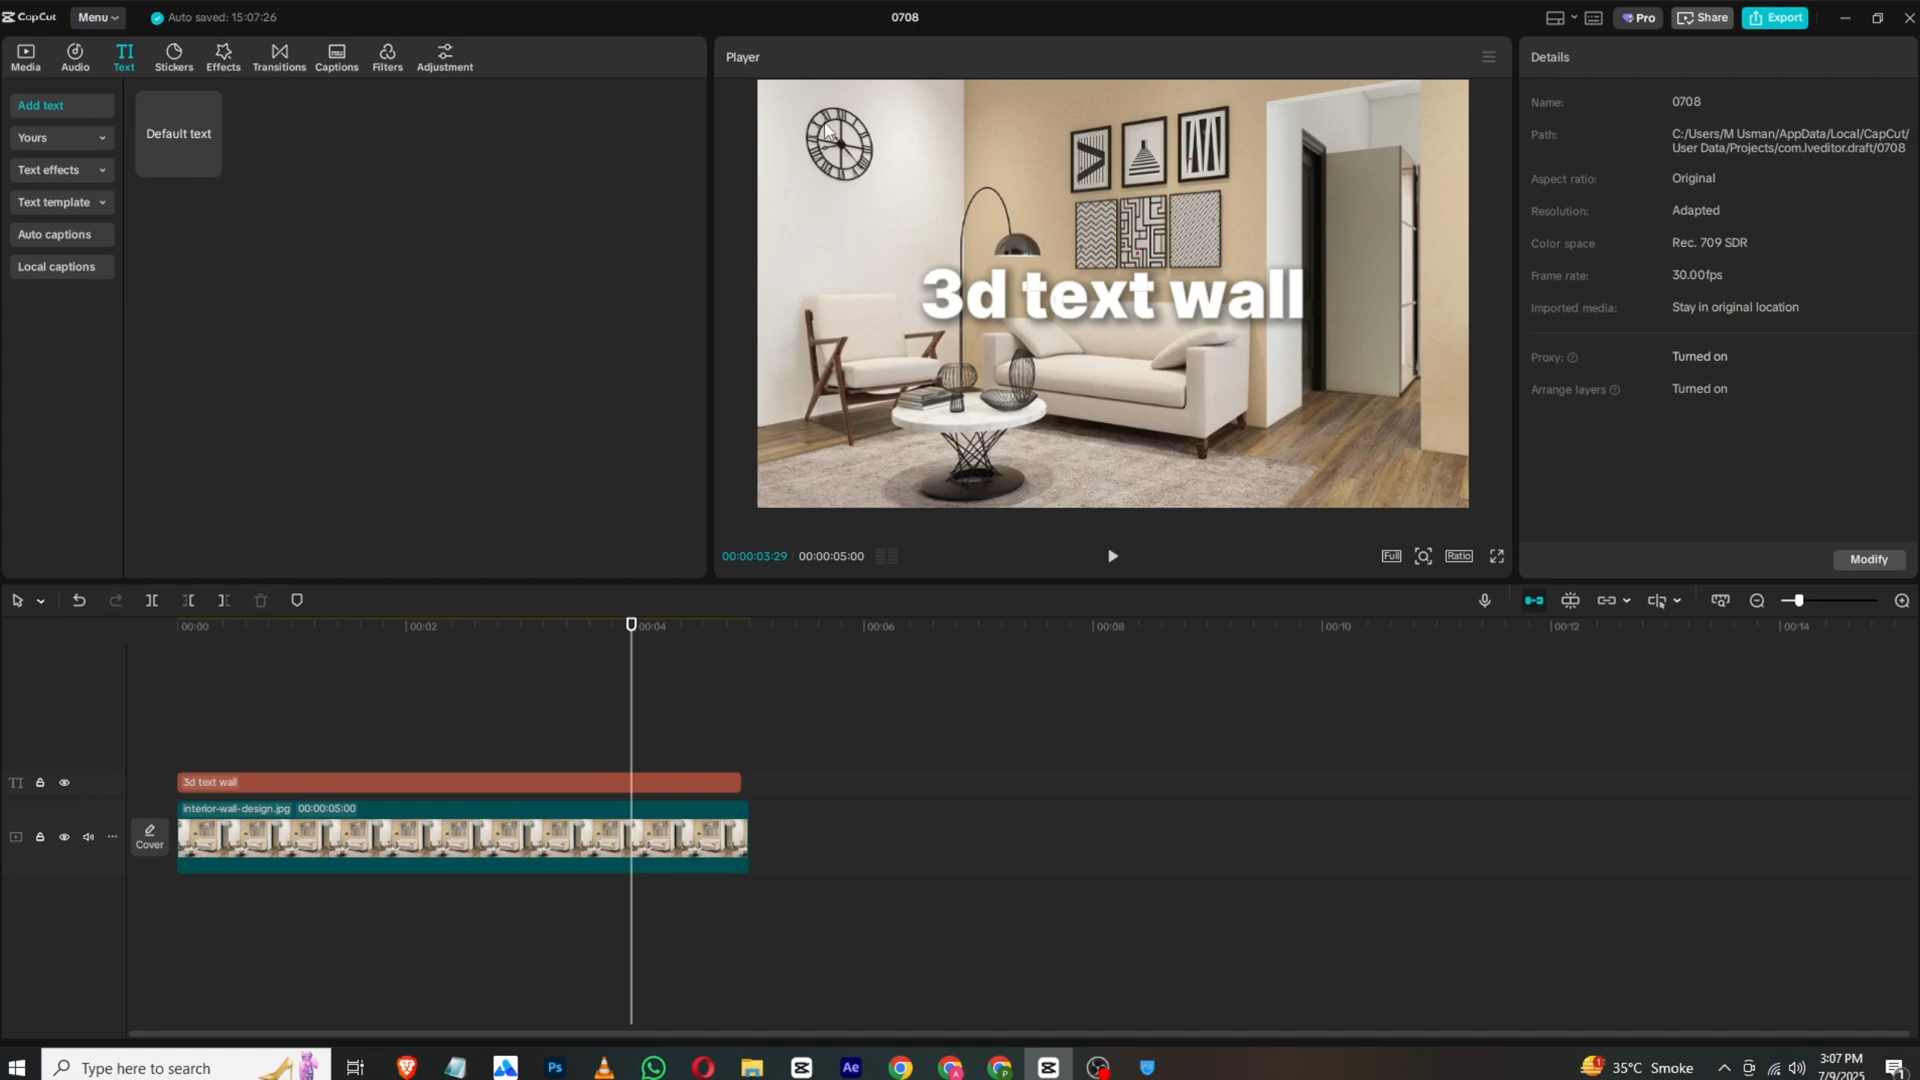 CapCut
Menu
Auto saved: 15:07:26
0708
Pro
Share
Export
Media
Audio
TI
Text
Stickers
Effects
Transitions
Captions
Filters
Adjustment
Add text
Yours
Text effects
Text template
Auto captions
Local captions
Default text
Player
3d text wall
00:00:03:29 / 00:00:05:00
Full
Ratio
Details
Name:
0708
Path:
C:/Users/M Usman/AppData/Local/CapCut/
User Data/Projects/com.lveditor.draft/0708
Aspect ratio:
Original
Resolution:
Adapted
Color space
Rec. 709 SDR
Frame rate:
30.00fps
Imported media:
Stay in original location
Proxy:
Turned on
Arrange layers
Turned on
Modify
00:00
00:02
00:04
00:06
00:08
00:10
00:12
00:14
TI
3d text wall
interior-wall-design.jpg 00:00:05:00
Cover
Type here to search
Ps
Ae
A
P
1
35°C Smoke
3:07 PM
7/9/2025
1